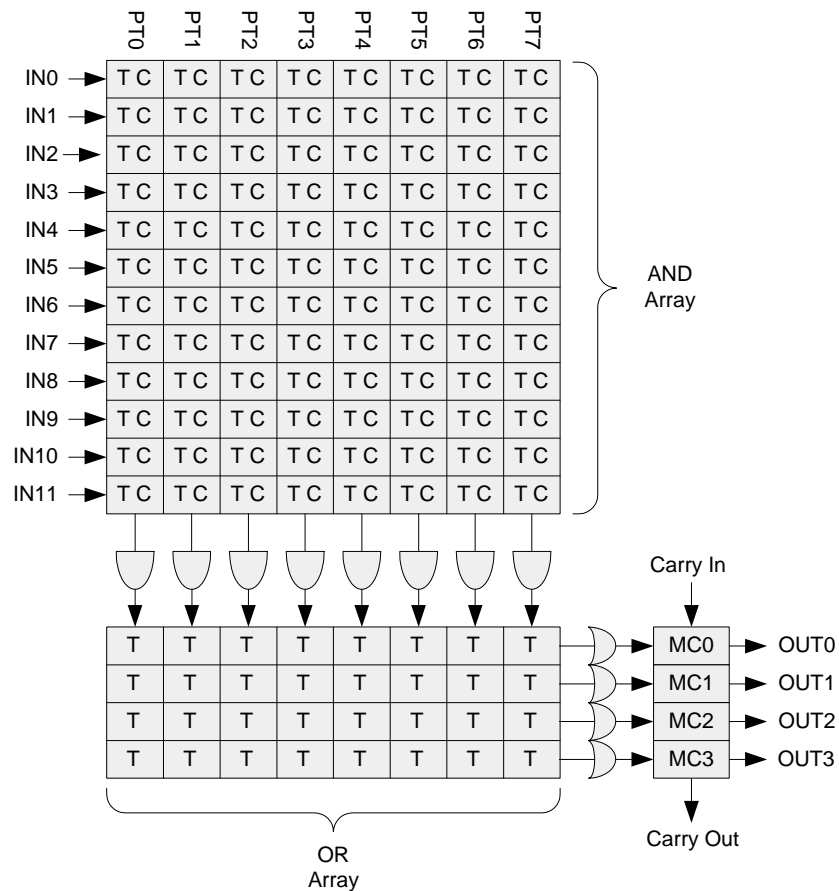 PT0 PT1 PT2 PT3 PT4 PT5 PT6 PT7
IN0 T C T C T C T C T C T C T C T C
IN1 T C T C T C T C T C T C T C T C
IN2 T C T C T C T C T C T C T C T C
IN3 T C T C T C T C T C T C T C T C
IN4 T C T C T C T C T C T C T C T C
IN5 T C T C T C T C T C T C T C T C
IN6 T C T C T C T C T C T C T C T C
IN7 T C T C T C T C T C T C T C T C
IN8 T C T C T C T C T C T C T C T C
IN9 T C T C T C T C T C T C T C T C
IN10 T C T C T C T C T C T C T C T C
IN11 T C T C T C T C T C T C T C T C
AND
Array
Carry In
T T T T T T T T MC0 OUT0
T T T T T T T T MC1 OUT1
T T T T T T T T MC2 OUT2
T T T T T T T T MC3 OUT3
Carry Out
OR
Array